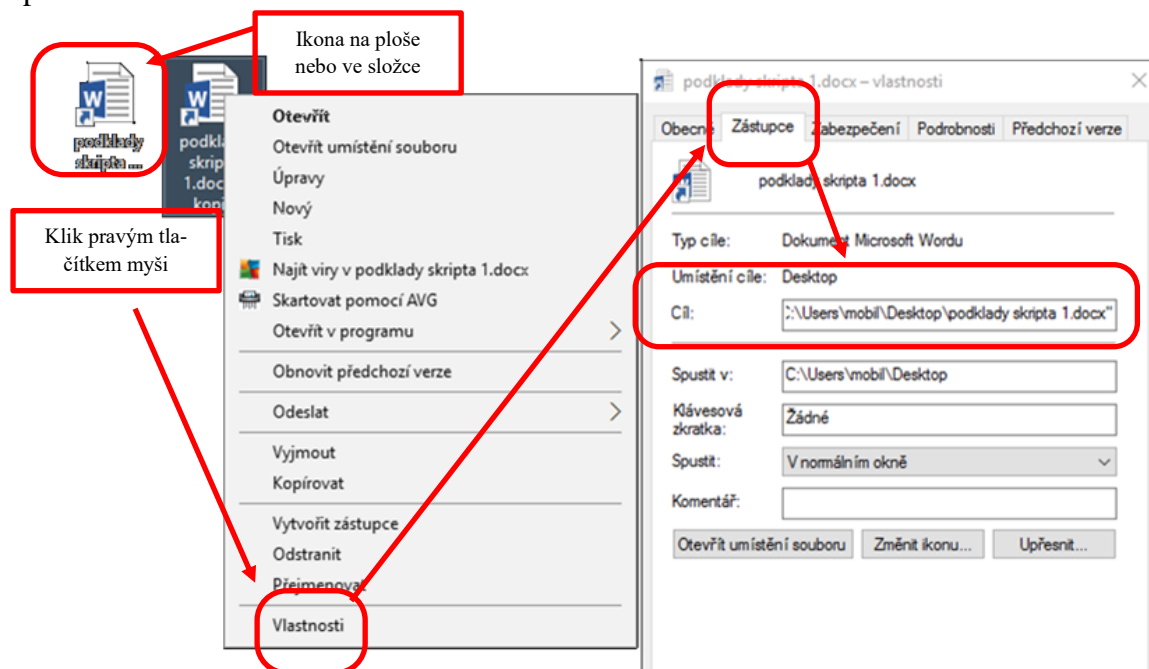 Ikona na ploše
nebo ve složce
podklady
skripta ...
Klik pravým tla-
čítkem myši
Otevřít
Otevřít umístění souboru
Úpravy
Nový
Tisk
Najít viry v podklady skripta 1.docx
Skartovat pomocí AVG
Otevřít v programu
Obnovit předchozí verze
Odeslat
Vyjmout
Kopírovat
Vytvořit zástupce
Odstranit
Přejmenovat
Vlastnosti
podklady skripta 1.docx – vlastnosti
Obecné Zástupce Zabezpečení Podrobnosti Předchozí verze
podklady skripta 1.docx
Typ cíle: Dokument Microsoft Wordu
Umístění cíle: Desktop
Cíl: :\Users\mobil\Desktop\podklady skripta 1.docx"
Spustit v: C:\Users\mobil\Desktop
Klávesová
zkratka: Žádné
Spustit: V normálním okně
Komentář:
Otevřít umístění souboru Změnit ikonu... Upřesnit...